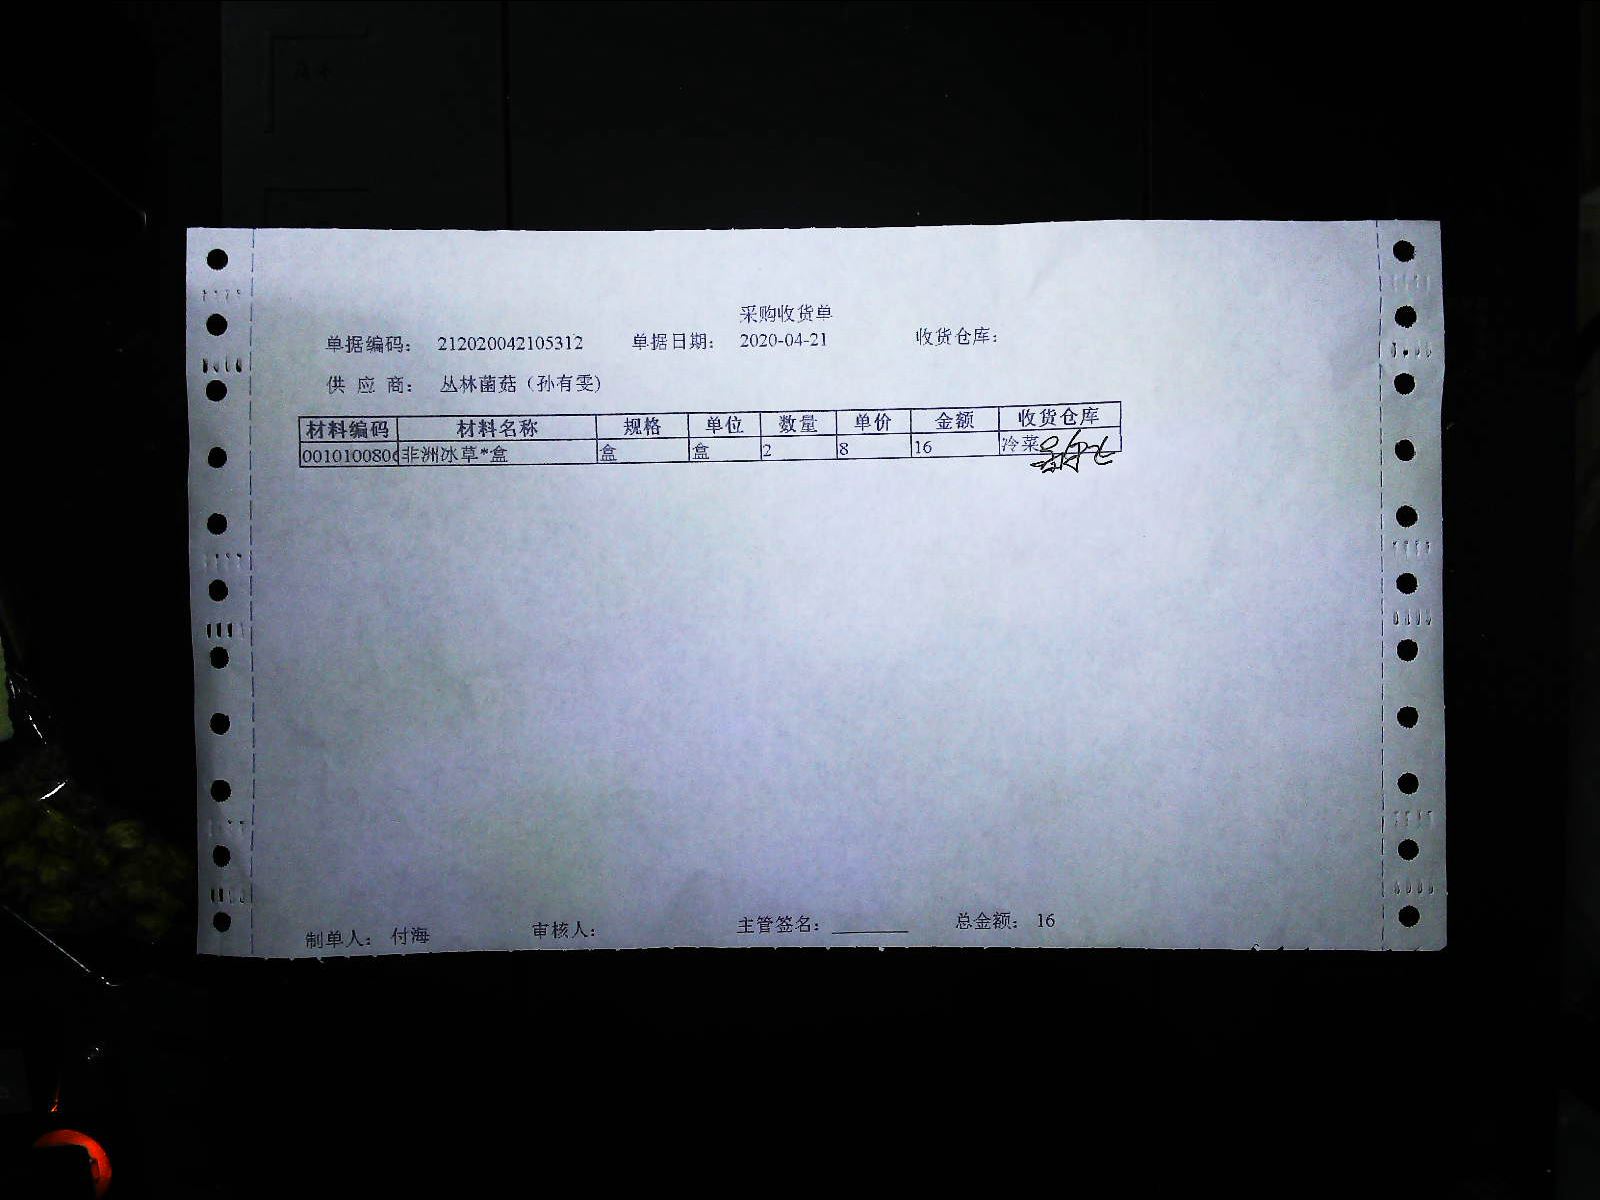 采购收货单
单据编码： 212020042105312 单据日期： 2020-04-21 收货仓库：
供 应 商： 丛林菌菇（孙有雯）
材料编码 材料名称 规格 单位 数量 单价 金额 收货仓库
001010080 非洲冰草*盒 盒 盒 2 8 16 冷菜
制单人： 付海 审核人： 主管签名： 总金额： 16